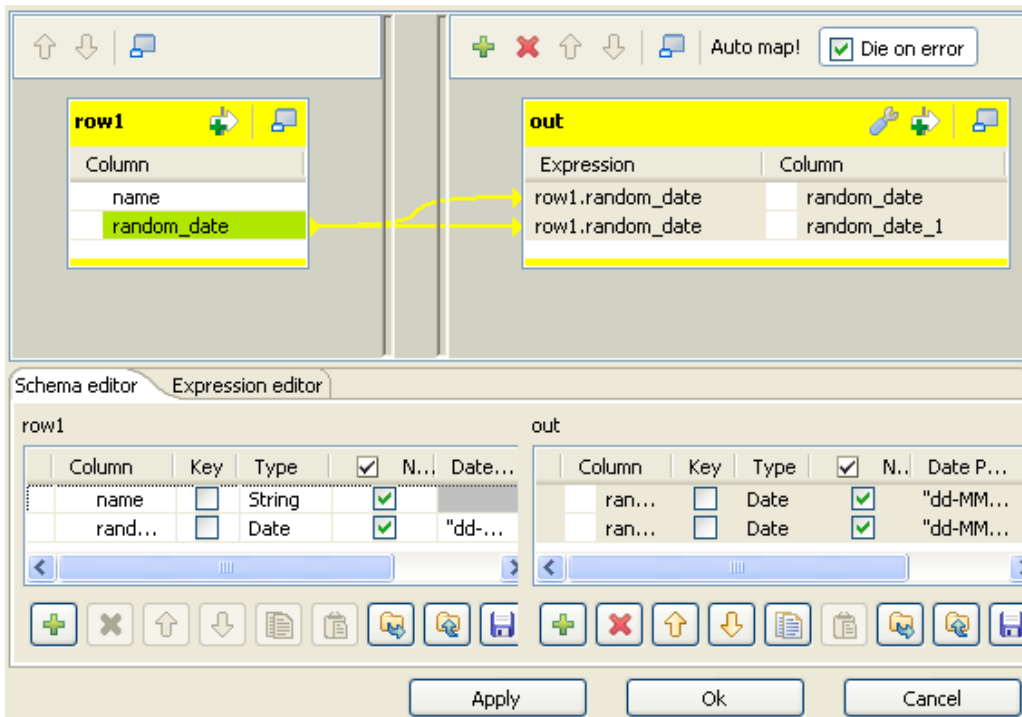 Auto map! Die on error
row1
Column
name
random_date
out
Expression Column
row1.random_date random_date
row1.random_date random_date_1
Schema editor Expression editor
row1
Column Key Type N... Date...
name String
rand... Date "dd-...
out
Column Key Type N.. Date P...
ran... Date "dd-MM...
ran... Date "dd-MM...
Apply Ok Cancel